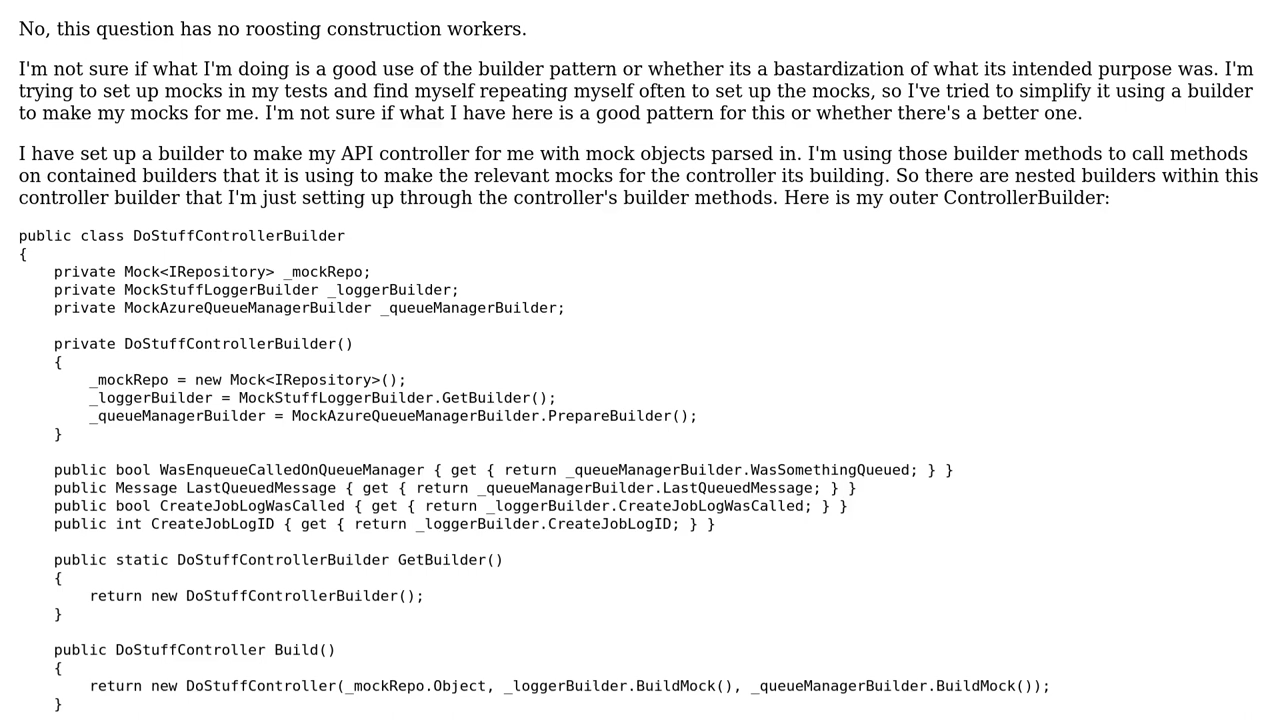 No, this question has no roosting construction workers.
I'm not sure if what I'm doing is a good use of the builder pattern or whether its a bastardization of what its intended purpose was. I'm
trying to set up mocks in my tests and find myself repeating myself often to set up the mocks, so I've tried to simplify it using a builder
to make my mocks for me. I'm not sure if what I have here is a good pattern for this or whether there's a better one.
I have set up a builder to make my API controller for me with mock objects parsed in. I'm using those builder methods to call methods
on contained builders that it is using to make the relevant mocks for the controller its building. So there are nested builders within this
controller builder that I'm just setting up through the controller's builder methods. Here is my outer ControllerBuilder:
public class DoStuffControllerBuilder
{
    private Mock<IRepository> _mockRepo;
    private MockStuffLoggerBuilder _loggerBuilder;
    private MockAzureQueueManagerBuilder _queueManagerBuilder;

    private DoStuffControllerBuilder()
    {
        _mockRepo = new Mock<IRepository>();
        _loggerBuilder = MockStuffLoggerBuilder.GetBuilder();
        _queueManagerBuilder = MockAzureQueueManagerBuilder.PrepareBuilder();
    }

    public bool WasEnqueueCalledOnQueueManager { get { return _queueManagerBuilder.WasSomethingQueued; } }
    public Message LastQueuedMessage { get { return _queueManagerBuilder.LastQueuedMessage; } }
    public bool CreateJobLogWasCalled { get { return _loggerBuilder.CreateJobLogWasCalled; } }
    public int CreateJobLogID { get { return _loggerBuilder.CreateJobLogID; } }

    public static DoStuffControllerBuilder GetBuilder()
    {
        return new DoStuffControllerBuilder();
    }

    public DoStuffController Build()
    {
        return new DoStuffController(_mockRepo.Object, _loggerBuilder.BuildMock(), _queueManagerBuilder.BuildMock());
    }